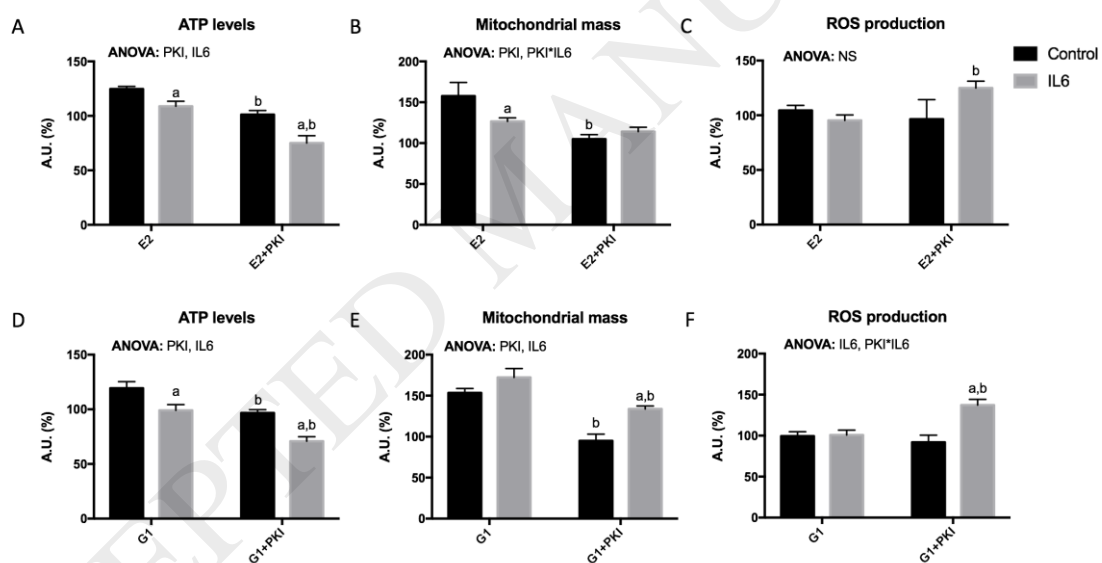 A
ATP levels
ANOVA: PKI, IL6
A.U. (%)
150
100
50
0
a
b
a,b
E2
E2+PKI
B
Mitochondrial mass
ANOVA: PKI, PKI*IL6
A.U. (%)
200
150
100
50
0
a
b
E2
E2+PKI
C
ROS production
ANOVA: NS
A.U. (%)
150
100
50
0
b
E2
E2+PKI
Control
IL6
D
ATP levels
ANOVA: PKI, IL6
A.U. (%)
150
100
50
0
a
b
a,b
G1
G1+PKI
E
Mitochondrial mass
ANOVA: PKI, IL6
A.U. (%)
200
150
100
50
0
b
a,b
G1
G1+PKI
F
ROS production
ANOVA: IL6, PKI*IL6
A.U. (%)
200
150
100
50
0
a,b
G1
G1+PKI
EPTED MANU